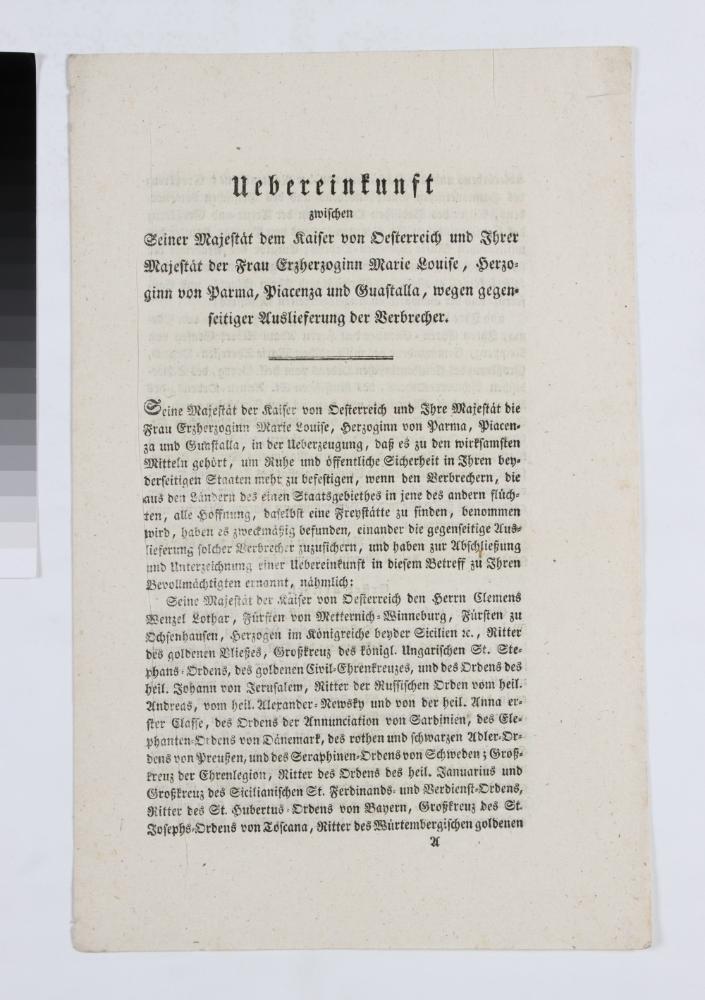 Uebereinkunft
zwischen
Seiner Majestät dem Kaiser von Oesterreich und Ihrer
Majestät der Frau Erzherzoginn Marie Louise, Herzo-
ginn von Parma, Piacenza und Guastalla, wegen gegen-
seitiger Auslieferung der Verbrecher.
Seine Majestät der Kaiser von Oesterreich und Ihre Majestät die
Frau Erzherzoginn Marie Louise, Herzoginn von Parma, Piacen-
za und Guastalla, in der Ueberzeugung, daß es zu den wirksamsten
Mitteln gehört, um Ruhe und öffentliche Sicherheit in Ihren bey-
derseitigen Staaten mehr zu befestigen, wenn den Verbrechern, die
aus den Ländern des einen Staatsgebiethes in jene des andern flüch-
ten, alle Hoffnung, daselbst eine Freystätte zu finden, benommen
wird, haben es zweckmäßig befunden, einander die gegenseitige Aus-
lieferung solcher Verbrecher zuzusichern, und haben zur Abschließung
und Unterzeichnung einer Uebereinkunft in diesem Betreff zu Ihren
Bevollmächtigten ernannt, nähmlich:
Seine Majestät der Kaiser von Oesterreich den Herrn Clemens
Wenzel Lothar, Fürsten von Metternich-Winneburg, Fürsten zu
Ochsenhausen, Herzogen im Königreiche beyder Sicilien ꝛc., Ritter
des goldenen Vließes, Großkreuz des königl. Ungarischen St. Ste-
phans-Ordens, des goldenen Civil-Ehrenkreuzes, und des Ordens des
heil. Johann von Jerusalem, Ritter der Russischen Orden vom heil.
Andreas, vom heil. Alexander-Newsky und von der heil. Anna er-
ster Classe, des Ordens der Annunciation von Sardinien, des Ele-
phanten-Ordens von Dänemark, des rothen und schwarzen Adler-Or-
dens von Preußen, und des Seraphinen-Ordens von Schweden; Groß-
kreuz der Ehrenlegion, Ritter des Ordens des heil. Januarius und
Großkreuz des Sicilianischen St. Ferdinands- und Verdienst-Ordens,
Ritter des St. Hubertus-Ordens von Bayern, Großkreuz des St.
Josephs-Ordens von Toscana, Ritter des Würtembergischen goldenen
A